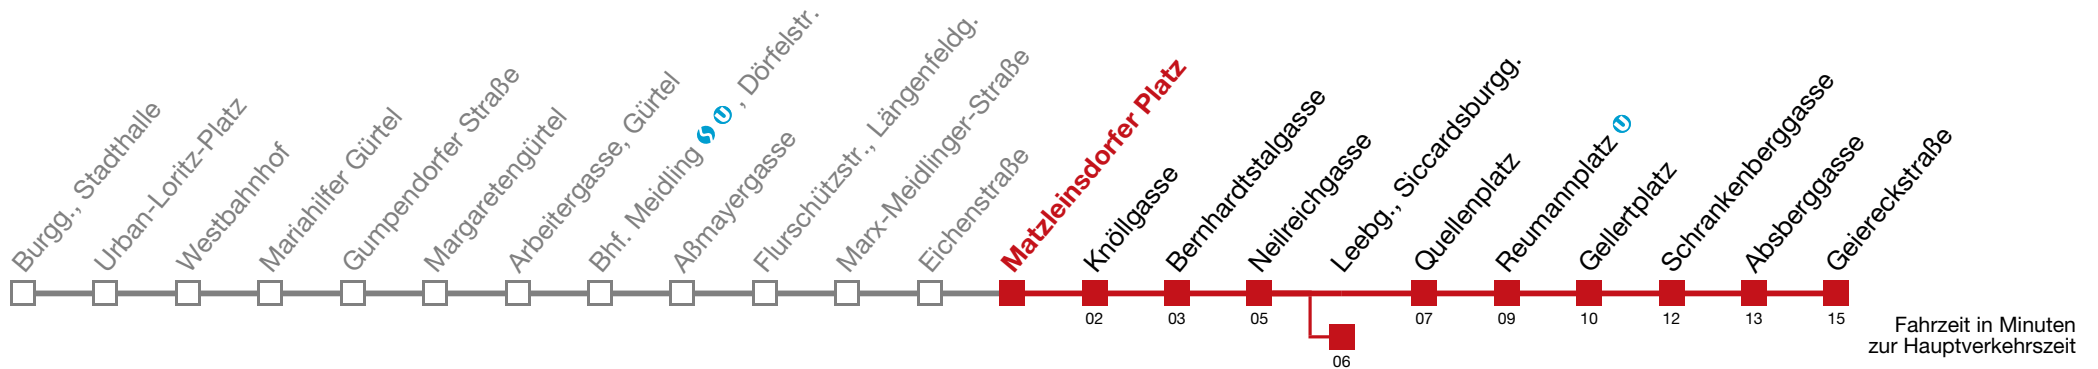 Burgg., Stadthalle
Urban-Loritz-Platz
Westbahnhof
Mariahilfer Gürtel
Gumpendorfer Straße
Margaretengürtel
Arbeitergasse, Gürtel
Bhf. Meidling S U , Dörfelstr.
Aßmayergasse
Flurschützstr., Längenfeldg.
Marx-Meidlinger-Straße
Eichenstraße
Matzleinsdorfer Platz
Knöllgasse
Bernhardtstalgasse
Neilreichgasse
Leebg., Siccardsburgg.
Quellenplatz
Reumannplatz U
Gellertplatz
Schrankenberggasse
Absberggasse
Geiereckstraße
02 03 05 07 09 10 12 13 15
06
Fahrzeit in Minuten
zur Hauptverkehrszeit